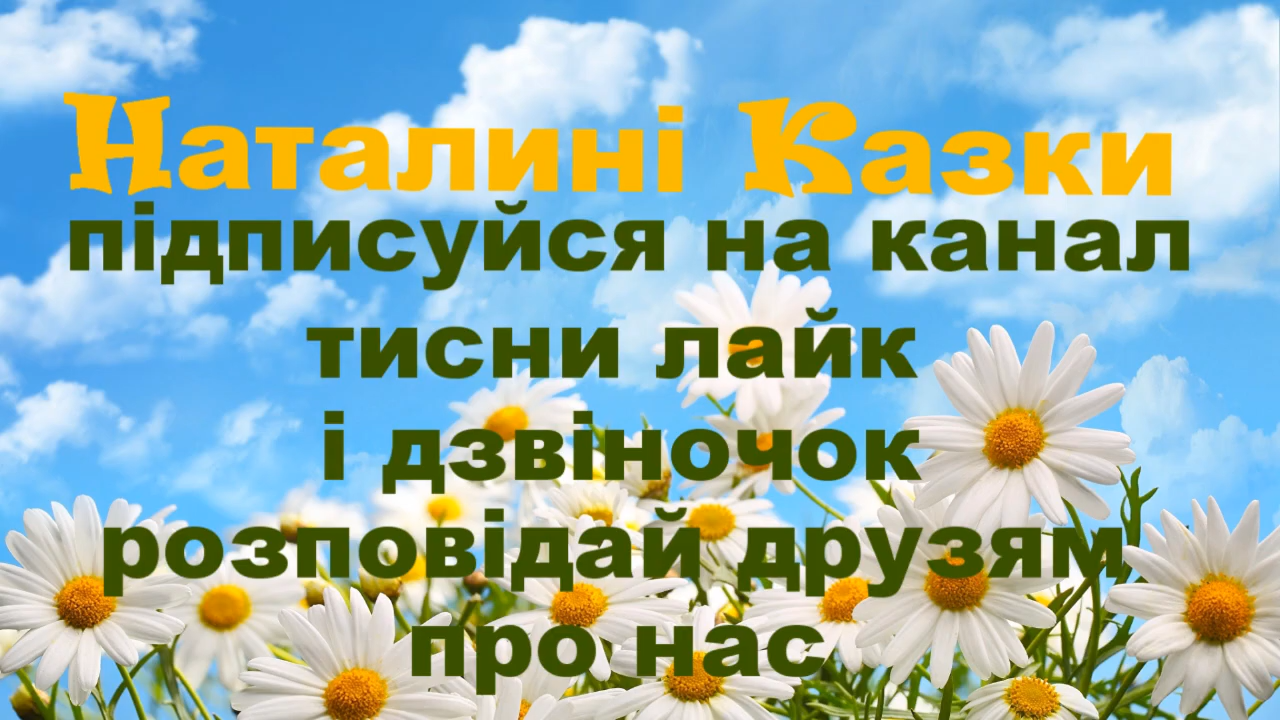 Наталині Казки
підписуйся на канал
тисни лайк
і дзвіночок
розповідай друзям
про нас